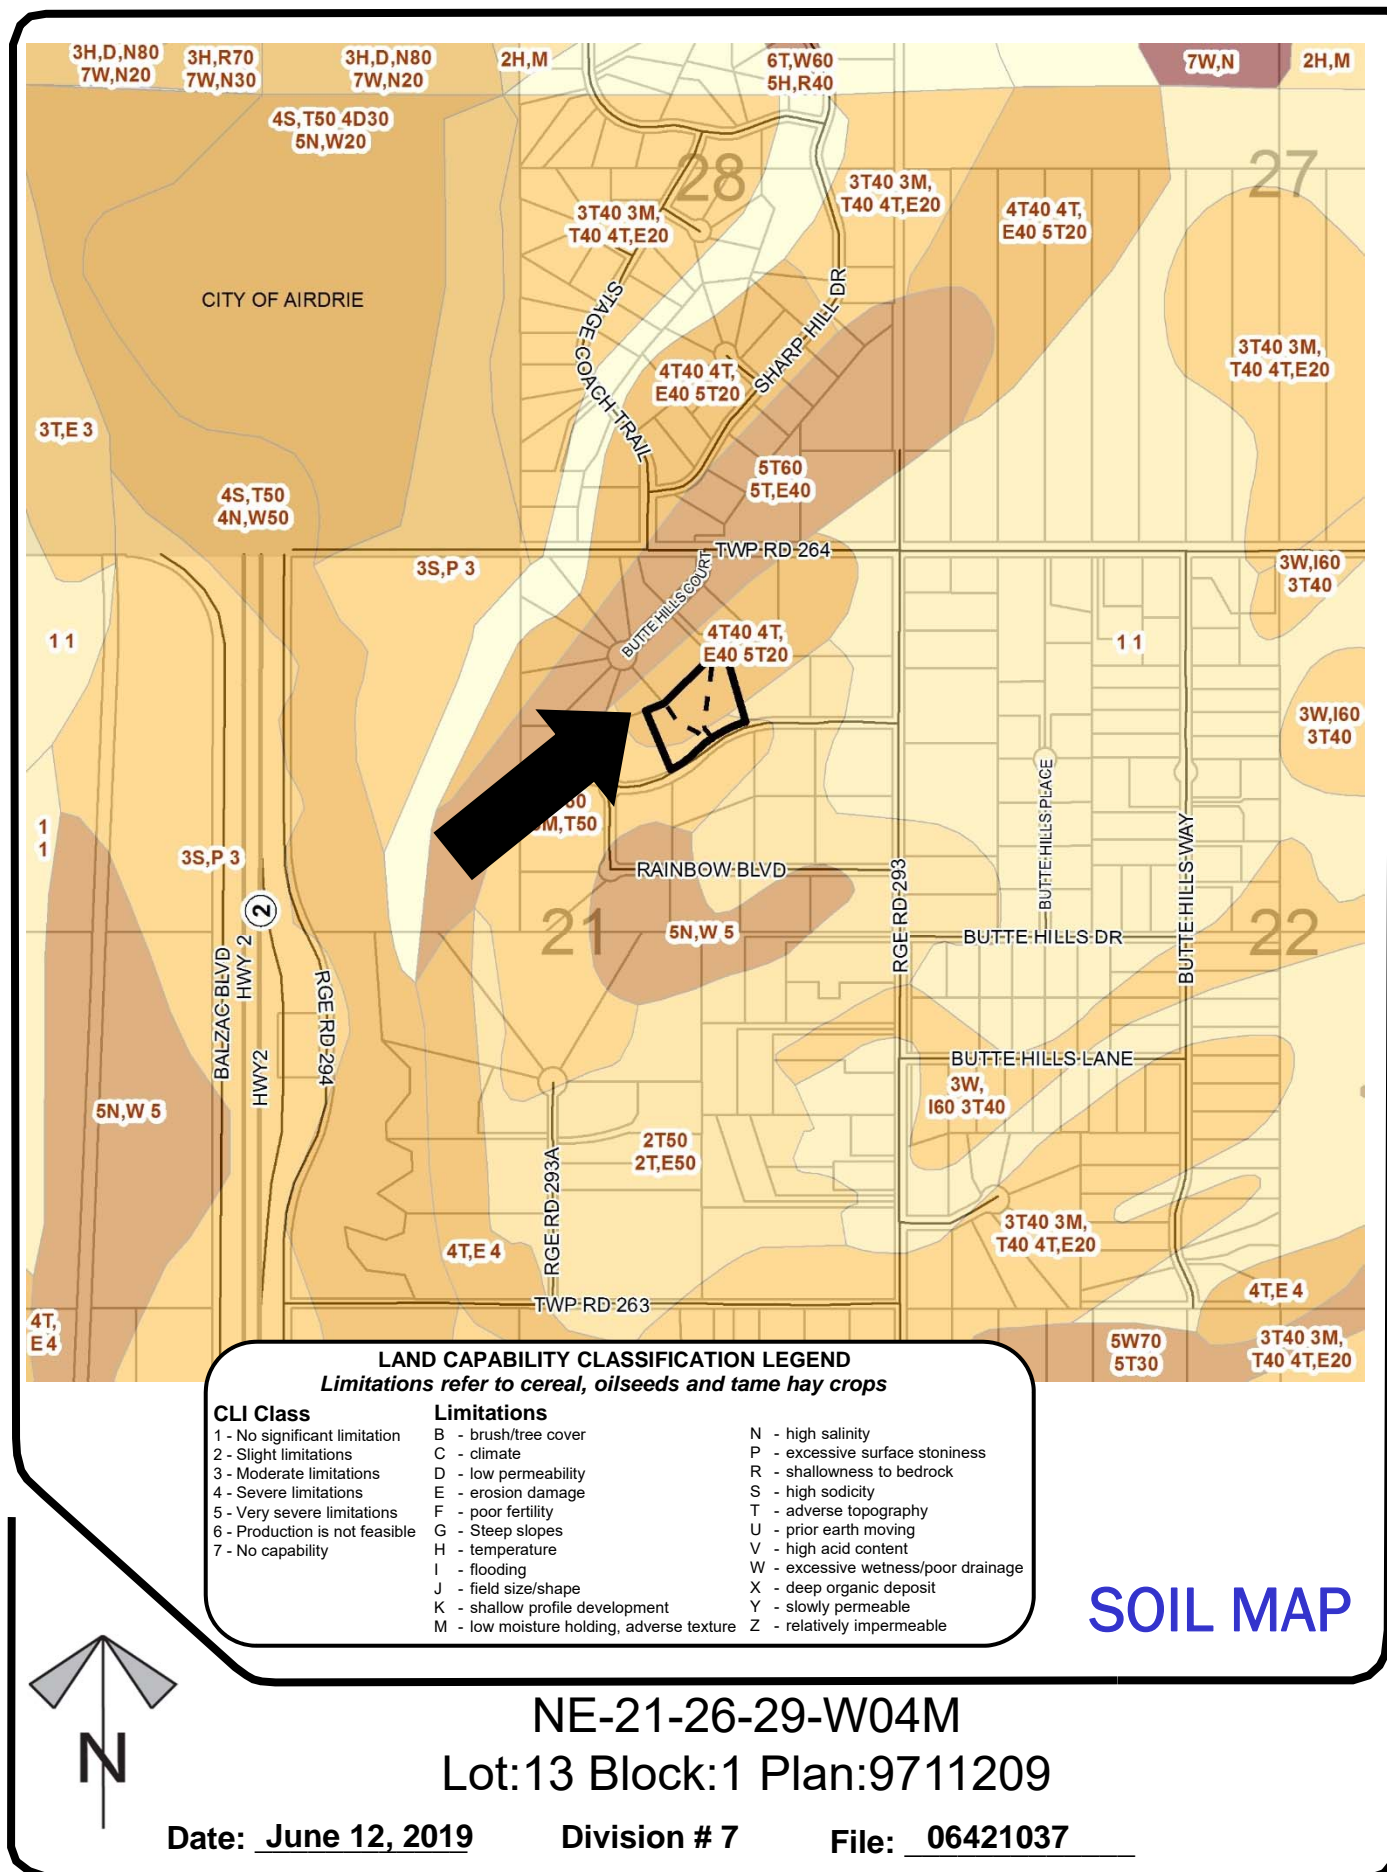 3H,D,N80
7W,N20
3H,R70
7W,N30
3H,D,N80
7W,N20
2H,M
6T,W60
5H,R40
7W,N
2H,M
4S,T50 4D30
5N,W20
28
27
3T40 3M,
T40 4T,E20
3T40 3M,
T40 4T,E20
4T40 4T,
E40 5T20
CITY OF AIRDRIE
STAGE COACH TRAIL
SHARP HILL DR
3T40 3M,
T40 4T,E20
4T40 4T,
E40 5T20
3T,E 3
5T60
5T,E40
4S,T50
4N,W50
TWP RD 264
3S,P 3
BUTTE HILLS COURT
3W,I60
3T40
1 1
4T40 4T,
E40 5T20
1 1
3W,I60
3T40
M,T50
1
1
3S,P 3
RAINBOW BLVD
BUTTE HILLS PLACE
BUTTE HILLS WAY
RGE RD 293
2
21
5N,W 5
BUTTE HILLS DR
22
BALZAC BLVD
HWY 2
HWY2
RGE RD 294
BUTTE HILLS LANE
3W,
I60 3T40
5N,W 5
2T50
2T,E50
RGE RD 293A
4T,E 4
3T40 3M,
T40 4T,E20
TWP RD 263
4T,E 4
4T,
E 4
5W70
5T30
3T40 3M,
T40 4T,E20
LAND CAPABILITY CLASSIFICATION LEGEND
Limitations refer to cereal, oilseeds and tame hay crops
CLI Class
1 - No significant limitation
2 - Slight limitations
3 - Moderate limitations
4 - Severe limitations
5 - Very severe limitations
6 - Production is not feasible
7 - No capability
Limitations
B - brush/tree cover
C - climate
D - low permeability
E - erosion damage
F - poor fertility
G - Steep slopes
H - temperature
I - flooding
J - field size/shape
K - shallow profile development
M - low moisture holding, adverse texture
N - high salinity
P - excessive surface stoniness
R - shallowness to bedrock
S - high sodicity
T - adverse topography
U - prior earth moving
V - high acid content
W - excessive wetness/poor drainage
X - deep organic deposit
Y - slowly permeable
Z - relatively impermeable
SOIL MAP
N
NE-21-26-29-W04M
Lot:13 Block:1 Plan:9711209
Date: June 12, 2019 Division # 7 File: 06421037